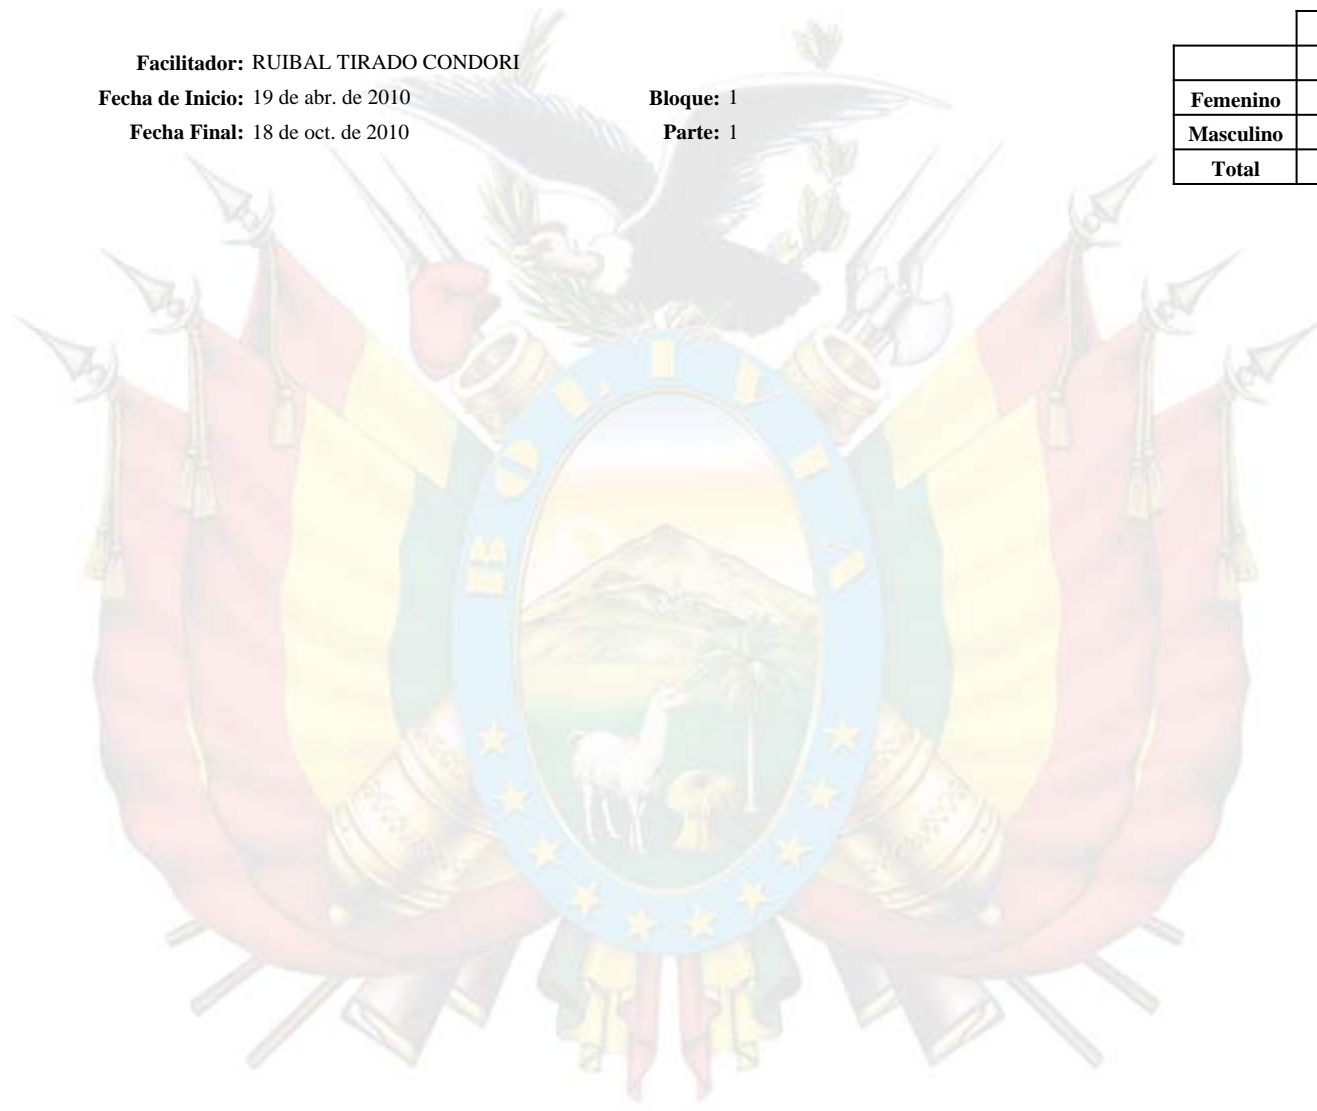 Facilitador: RUIBAL TIRADO CONDORI
Fecha de Inicio: 19 de abr. de 2010 Bloque: 1
Fecha Final: 18 de oct. de 2010 Parte: 1
Femenino
Masculino
Total
BOLIVIA